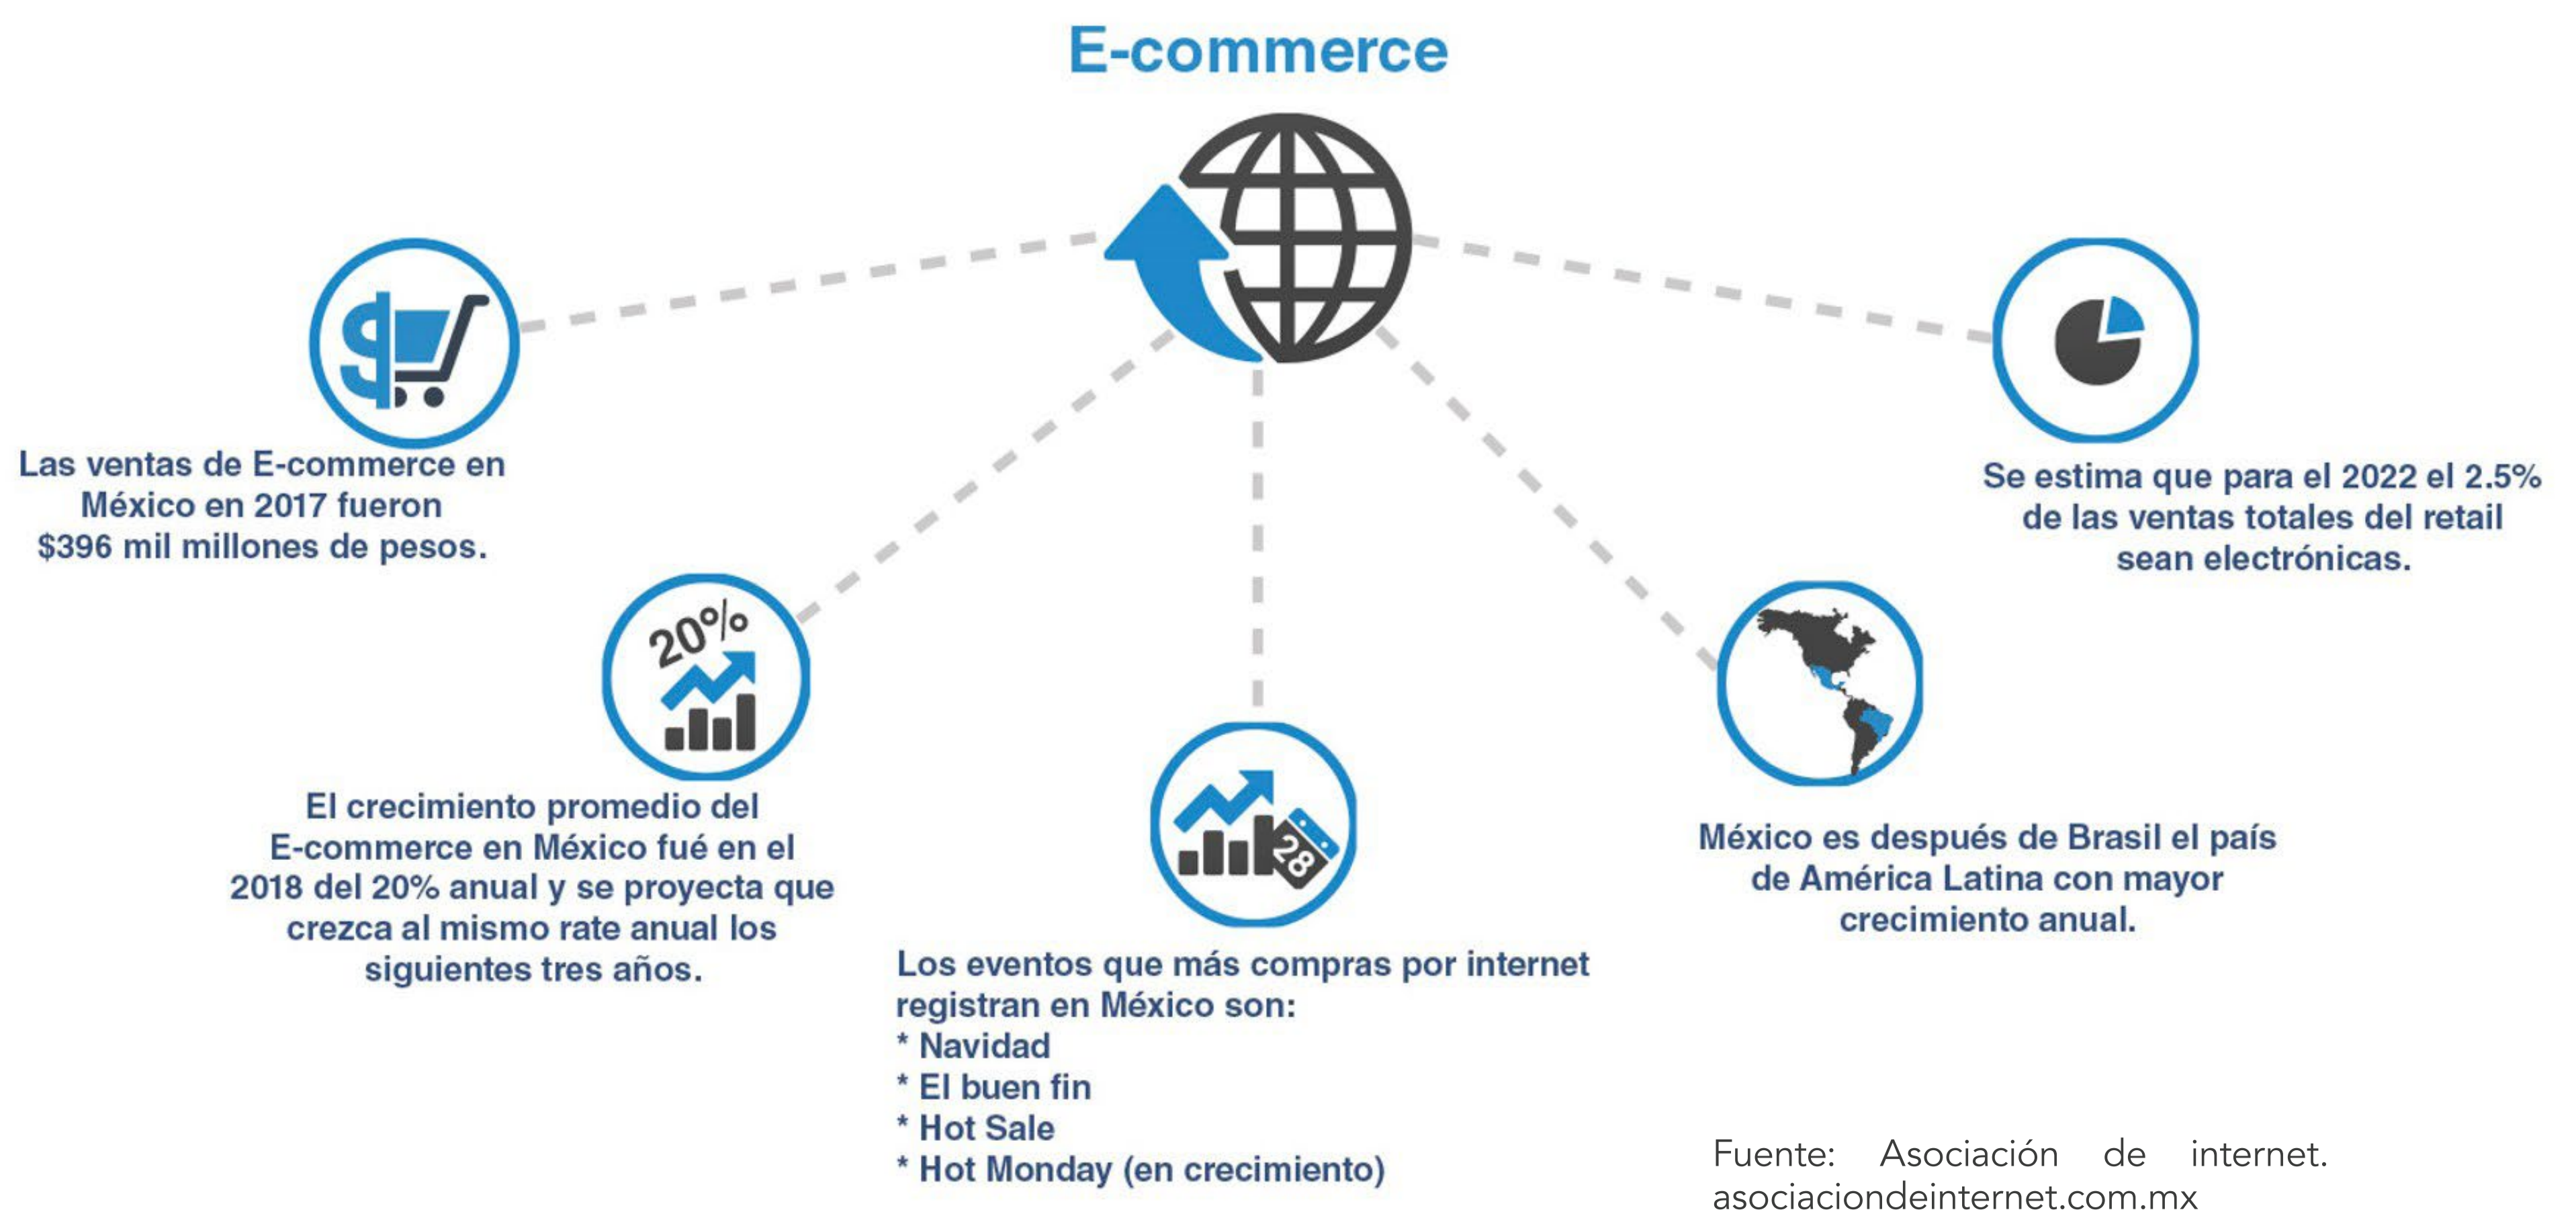 E-commerce
Las ventas de E-commerce en
México en 2017 fueron
$396 mil millones de pesos.
20%
El crecimiento promedio del
E-commerce en México fué en el
2018 del 20% anual y se proyecta que
crezca al mismo rate anual los
siguientes tres años.
28
Los eventos que más compras por internet
registran en México son:
* Navidad
* El buen fin
* Hot Sale
* Hot Monday (en crecimiento)
México es después de Brasil el país
de América Latina con mayor
crecimiento anual.
Se estima que para el 2022 el 2.5%
de las ventas totales del retail
sean electrónicas.
Fuente: Asociación de internet.
asociaciondeinternet.com.mx